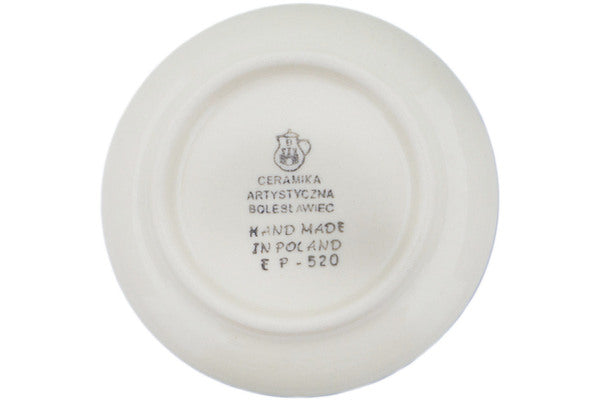 CERAMIKA
ARTYSTYCZNA
BOLESŁAWIEC
HAND MADE
IN POLAND
E P - 520